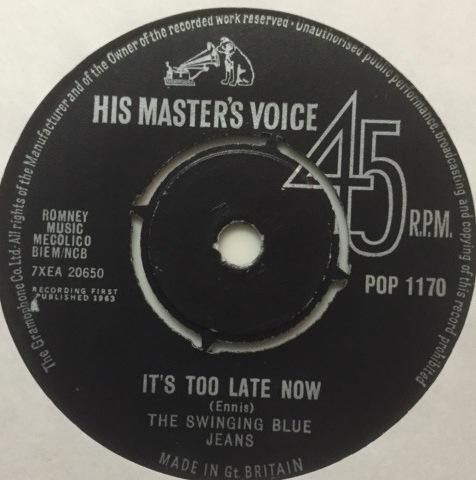 The Gramophone Co. Ltd. All rights of the Manufacturer and of the Owner of the recorded work reserved · Unauthorised public performance, broadcasting and copying of this record prohibited
HIS MASTER'S VOICE
45 R.P.M.
ROMNEY
MUSIC
MECOLICO
BIEM/NCB
7XEA 20650
RECORDING FIRST
PUBLISHED 1963
POP 1170
IT'S TOO LATE NOW
(Ennis)
THE SWINGING BLUE
JEANS
MADE IN Gt. BRITAIN